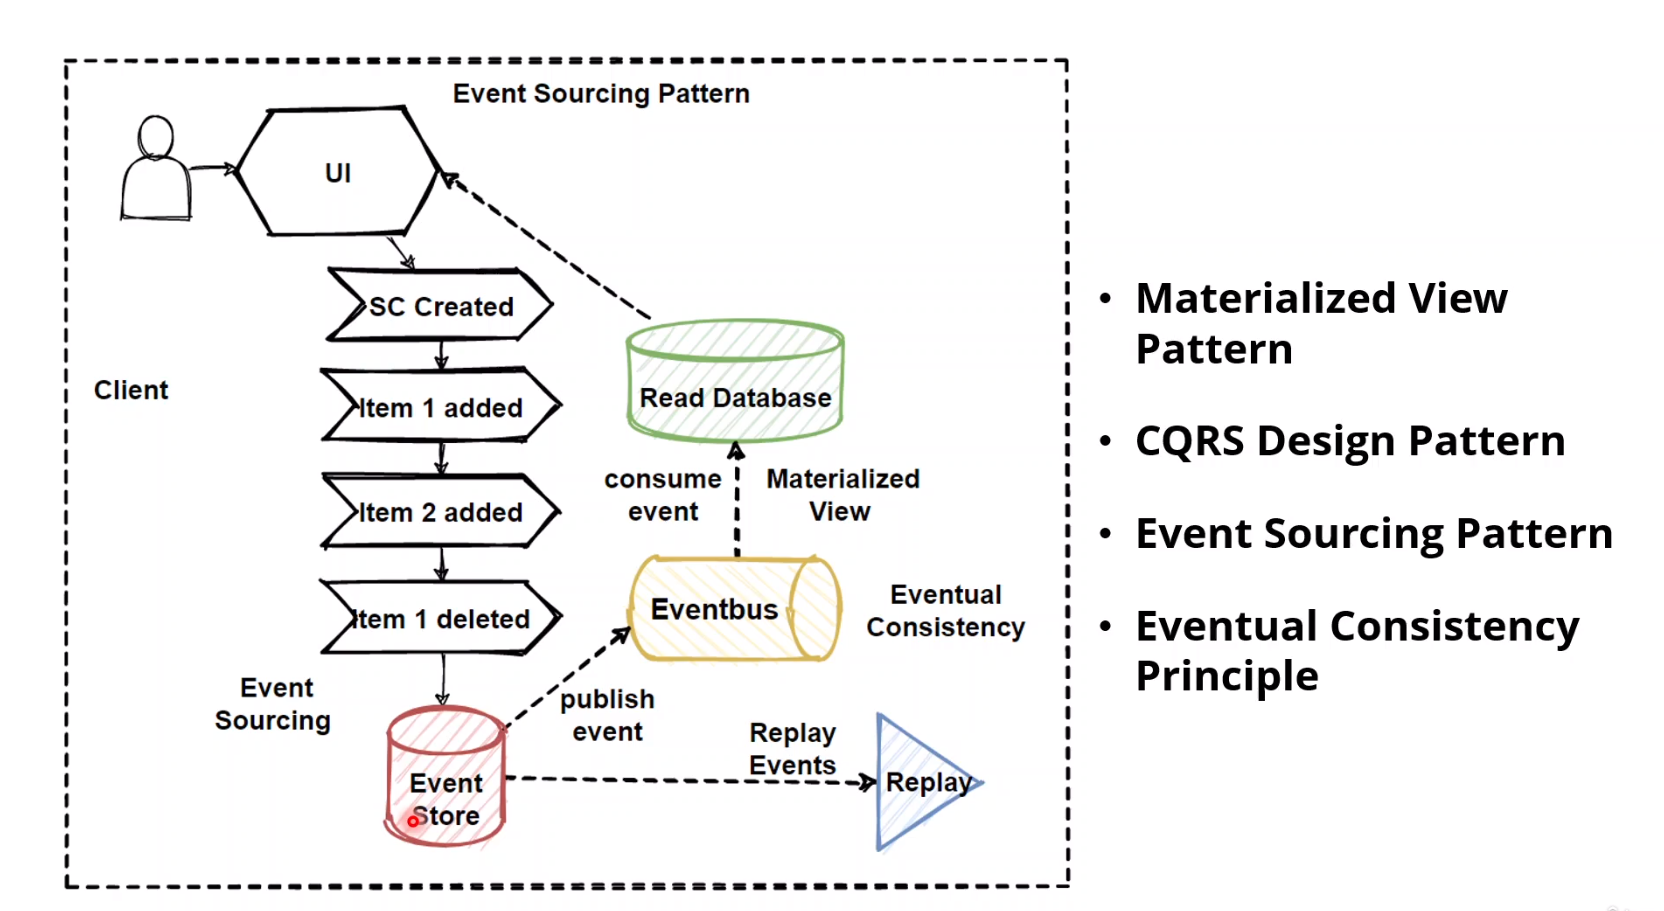 Event Sourcing Pattern
UI
SC Created
Item 1 added
Client
Item 2 added
Item 1 deleted
Event
Sourcing
Event
Store
publish
event
Replay
Events
Replay
Eventbus
Eventual
Consistency
consume
event
Materialized
View
Read Database
• Materialized View
Pattern
• CQRS Design Pattern
• Event Sourcing Pattern
• Eventual Consistency
Principle